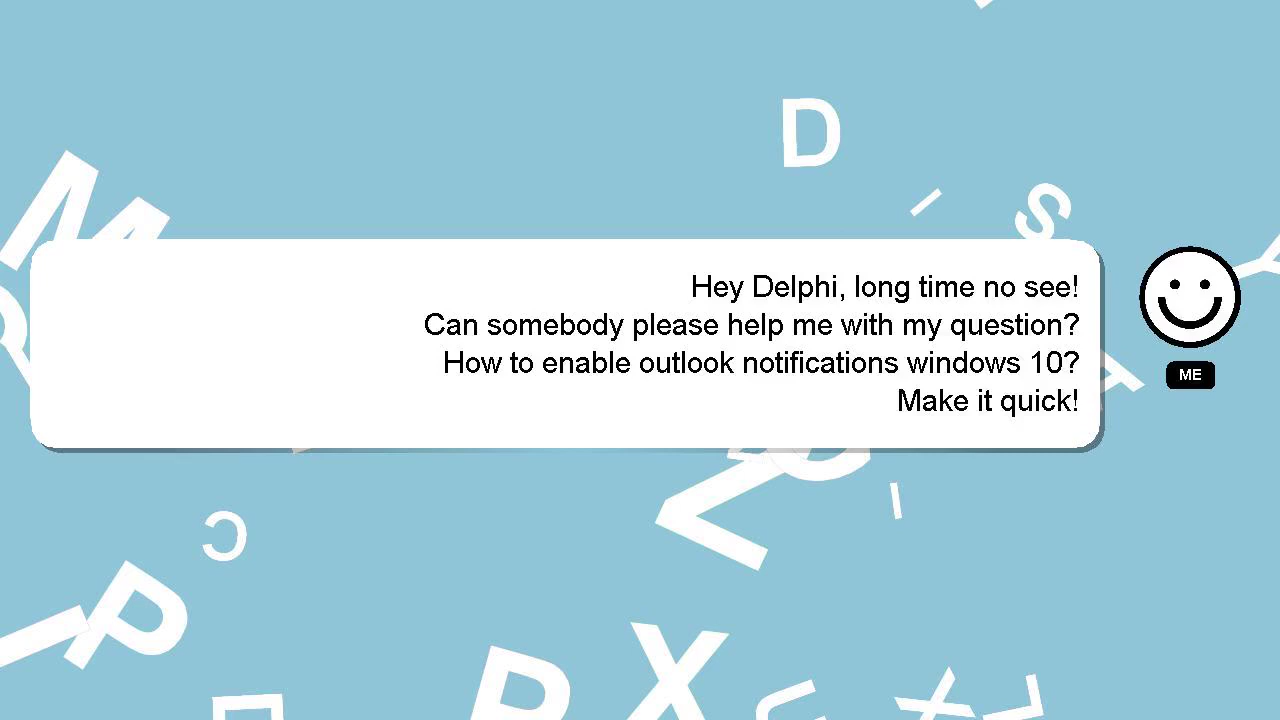 Hey Delphi, long time no see!
Can somebody please help me with my question?
How to enable outlook notifications windows 10?
Make it quick!
ME